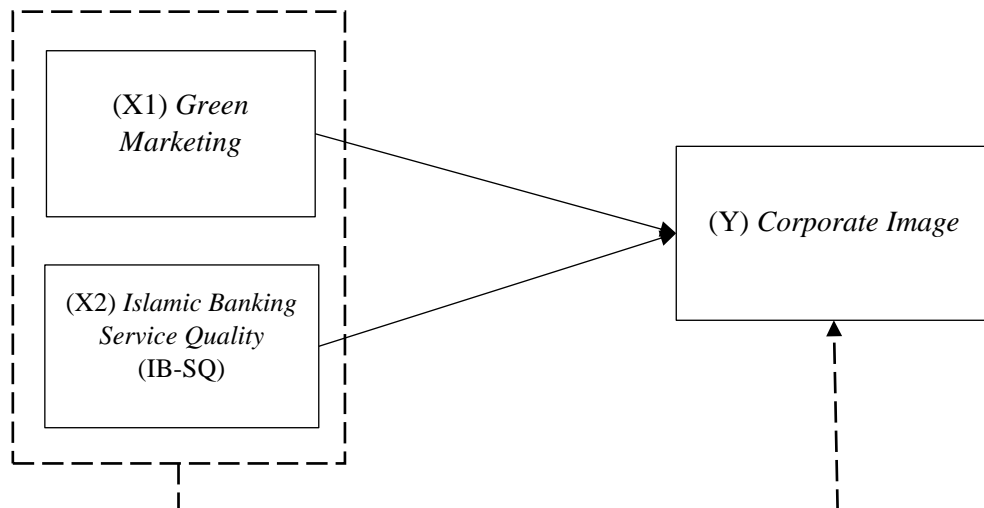 (X1) Green
Marketing
(X2) Islamic Banking
Service Quality
(IB-SQ)
(Y) Corporate Image